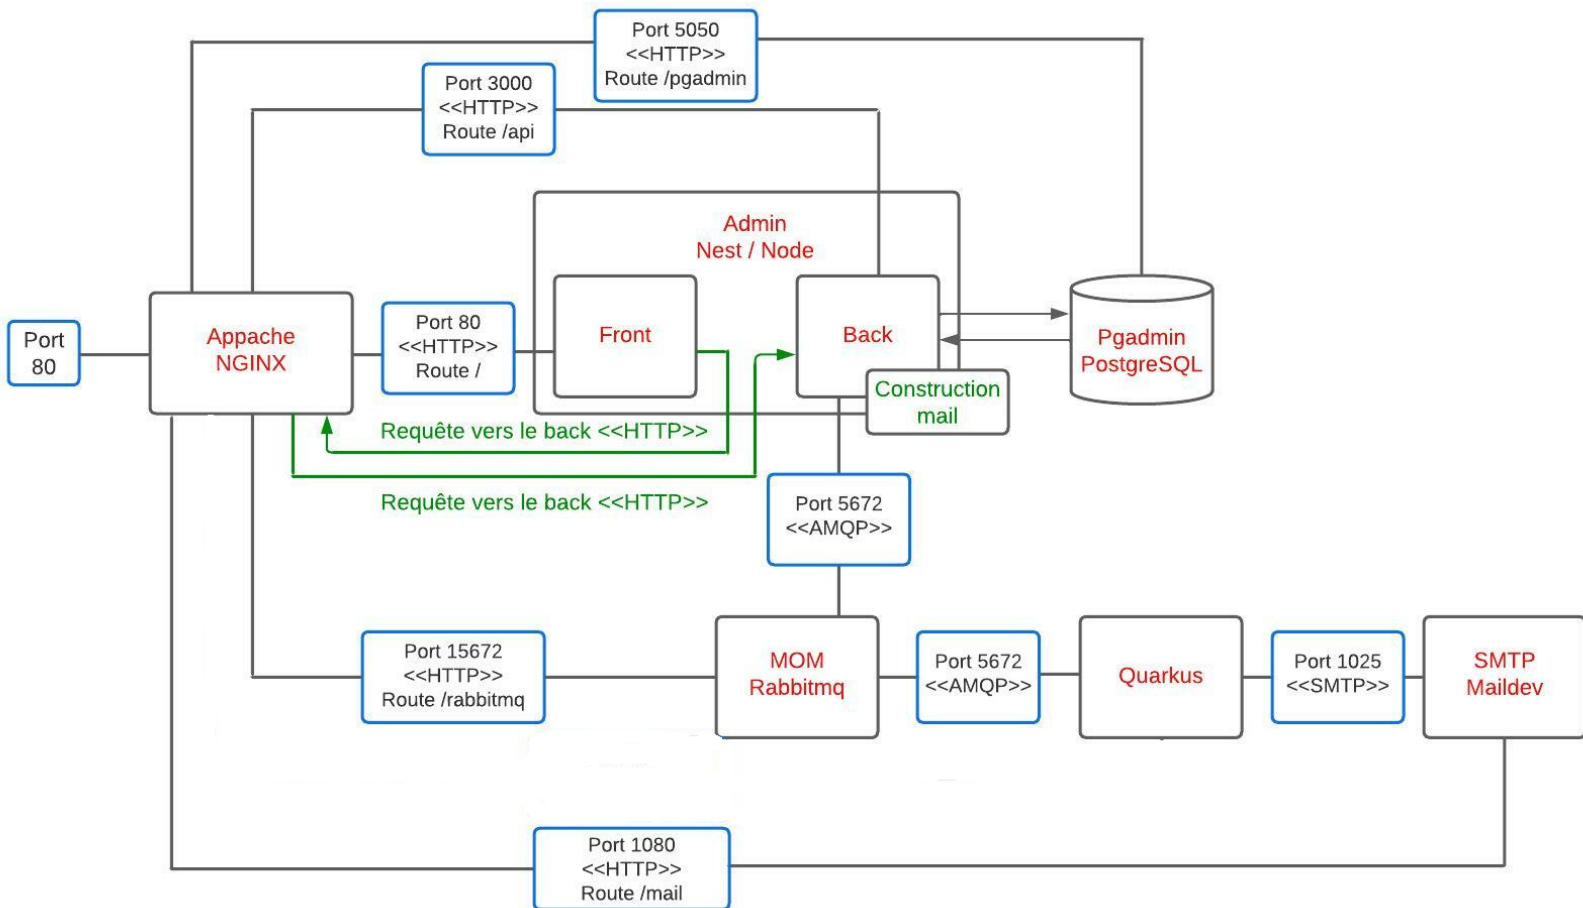 Port 5050
<<HTTP>>
Route /pgadmin
Port 3000
<<HTTP>>
Route /api
Admin
Nest / Node
Port
80
Appache
NGINX
Port 80
<<HTTP>>
Route /
Front
Back
Pgadmin
PostgreSQL
Construction
mail
Requête vers le back <<HTTP>>
Requête vers le back <<HTTP>>
Port 5672
<<AMQP>>
Port 15672
<<HTTP>>
Route /rabbitmq
MOM
Rabbitmq
Port 5672
<<AMQP>>
Quarkus
Port 1025
<<SMTP>>
SMTP
Maildev
Port 1080
<<HTTP>>
Route /mail